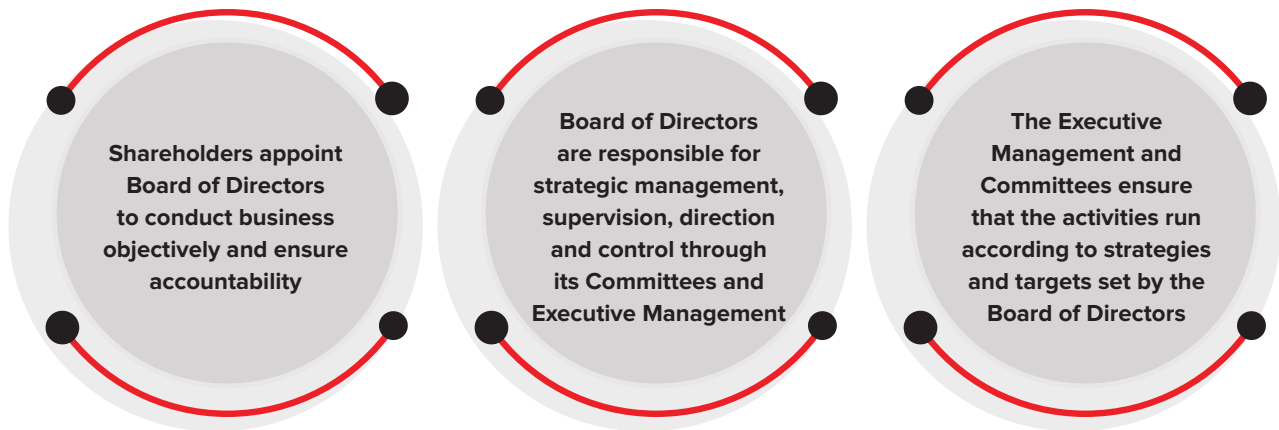 Shareholders appoint
Board of Directors
to conduct business
objectively and ensure
accountability
Board of Directors
are responsible for
strategic management,
supervision, direction
and control through
its Committees and
Executive Management
The Executive
Management and
Committees ensure
that the activities run
according to strategies
and targets set by the
Board of Directors